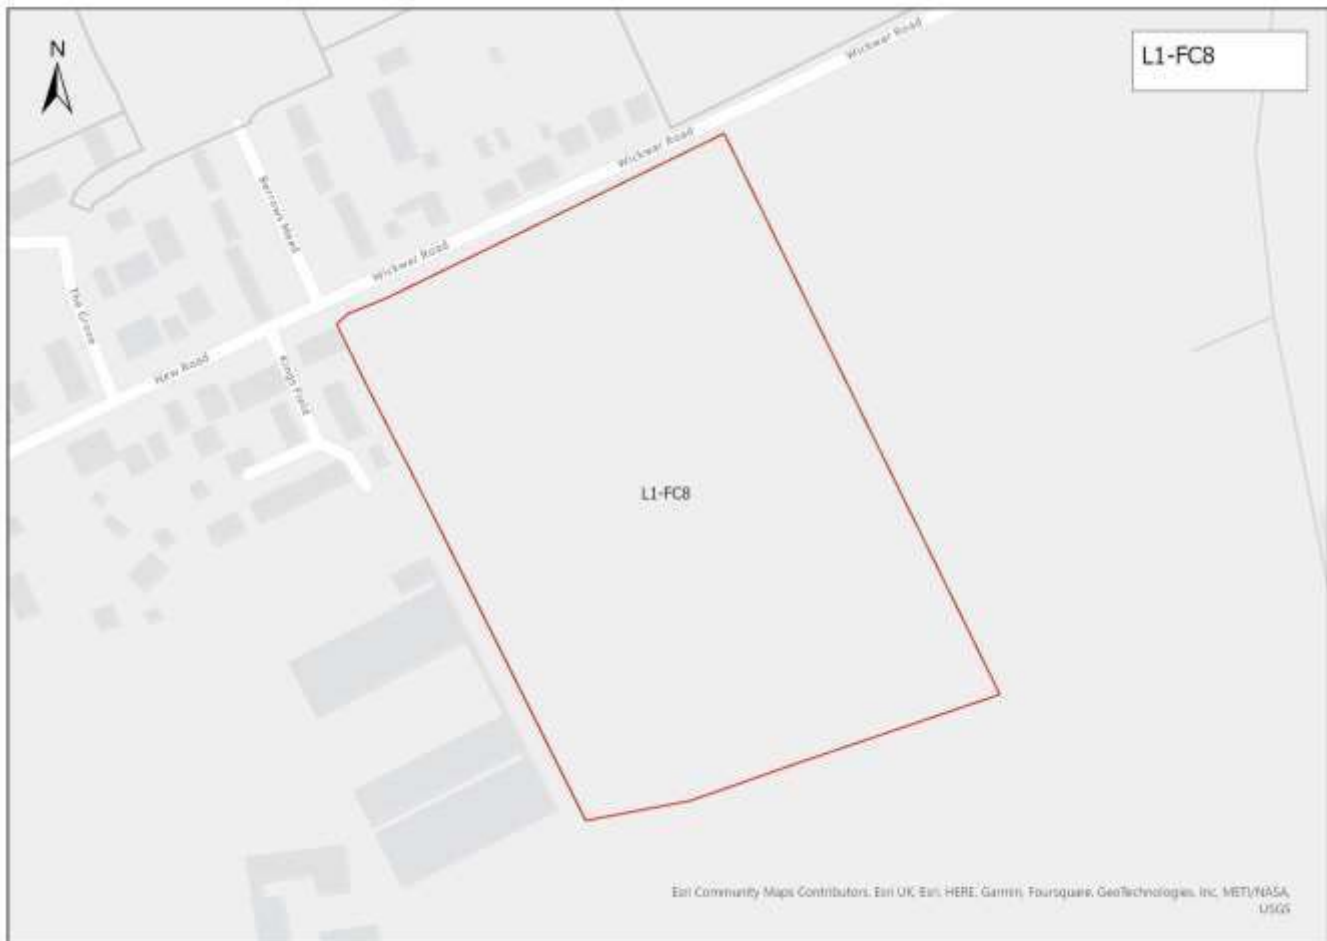 N
L1-FC8
Wickwar Road
Wickwar Road
Berrows Mead
Wickwar Road
The Grove
New Road
Kings Field
L1-FC8
Esri Community Maps Contributors, Esri UK, Esri, HERE, Garmin, Foursquare, GeoTechnologies, Inc, METI/NASA,
USGS